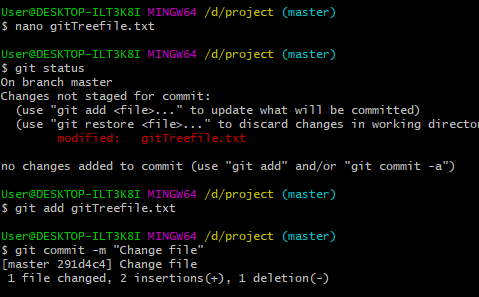 User@DESKTOP-ILT3K8I MINGW64 /d/project (master)
$ nano gitTreefile.txt

User@DESKTOP-ILT3K8I MINGW64 /d/project (master)
$ git status
On branch master
Changes not staged for commit:
  (use "git add <file>..." to update what will be committed)
  (use "git restore <file>..." to discard changes in working director
        modified:   gitTreefile.txt

no changes added to commit (use "git add" and/or "git commit -a")

User@DESKTOP-ILT3K8I MINGW64 /d/project (master)
$ git add gitTreefile.txt

User@DESKTOP-ILT3K8I MINGW64 /d/project (master)
$ git commit -m "Change file"
[master 291d4c4] Change file
 1 file changed, 2 insertions(+), 1 deletion(-)